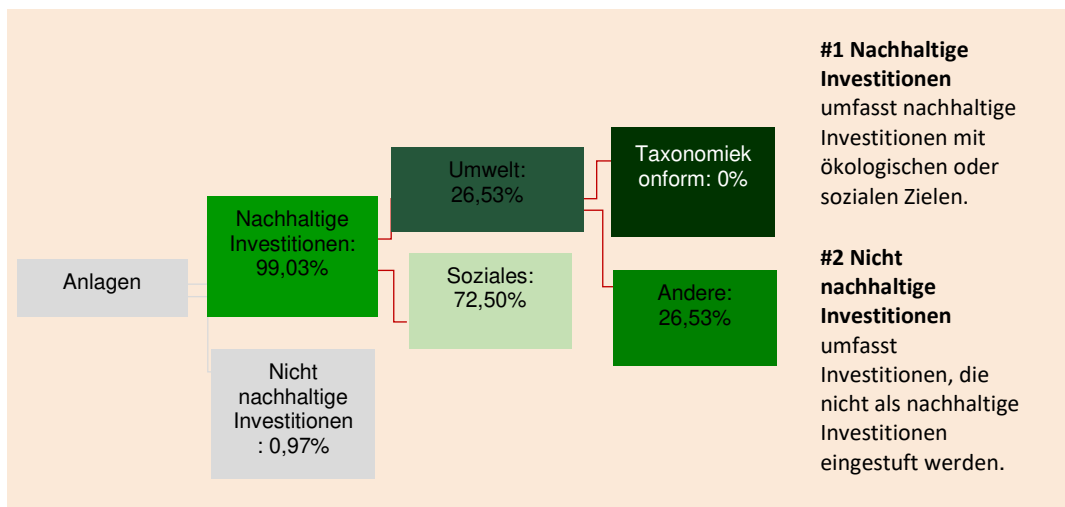 Anlagen
Nachhaltige
Investitionen:
99,03%
Nicht
nachhaltige
Investitionen
: 0,97%
Umwelt:
26,53%
Soziales:
72,50%
Taxonomiek
onform: 0%
Andere:
26,53%
#1 Nachhaltige
Investitionen
umfasst nachhaltige
Investitionen mit
ökologischen oder
sozialen Zielen.
#2 Nicht
nachhaltige
Investitionen
umfasst
Investitionen, die
nicht als nachhaltige
Investitionen
eingestuft werden.